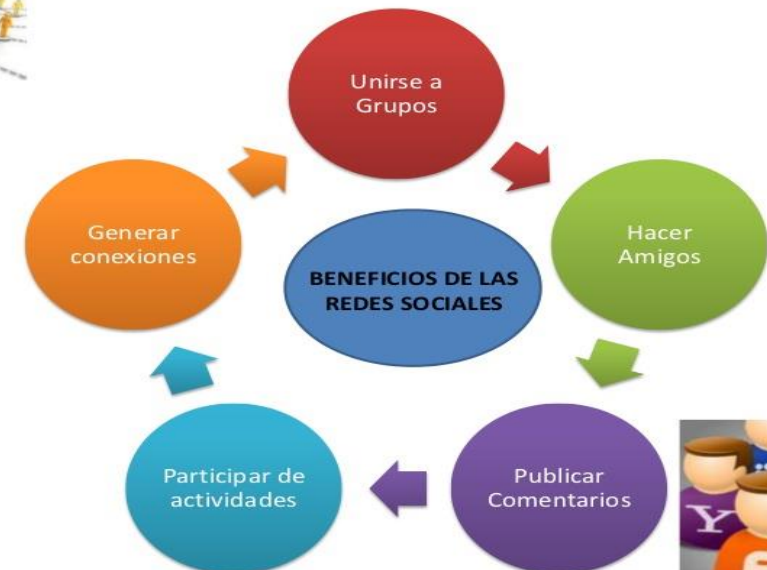 Unirse a
Grupos
Hacer
Amigos
Publicar
Comentarios
Participar de
actividades
Generar
conexiones
BENEFICIOS DE LAS
REDES SOCIALES
Y